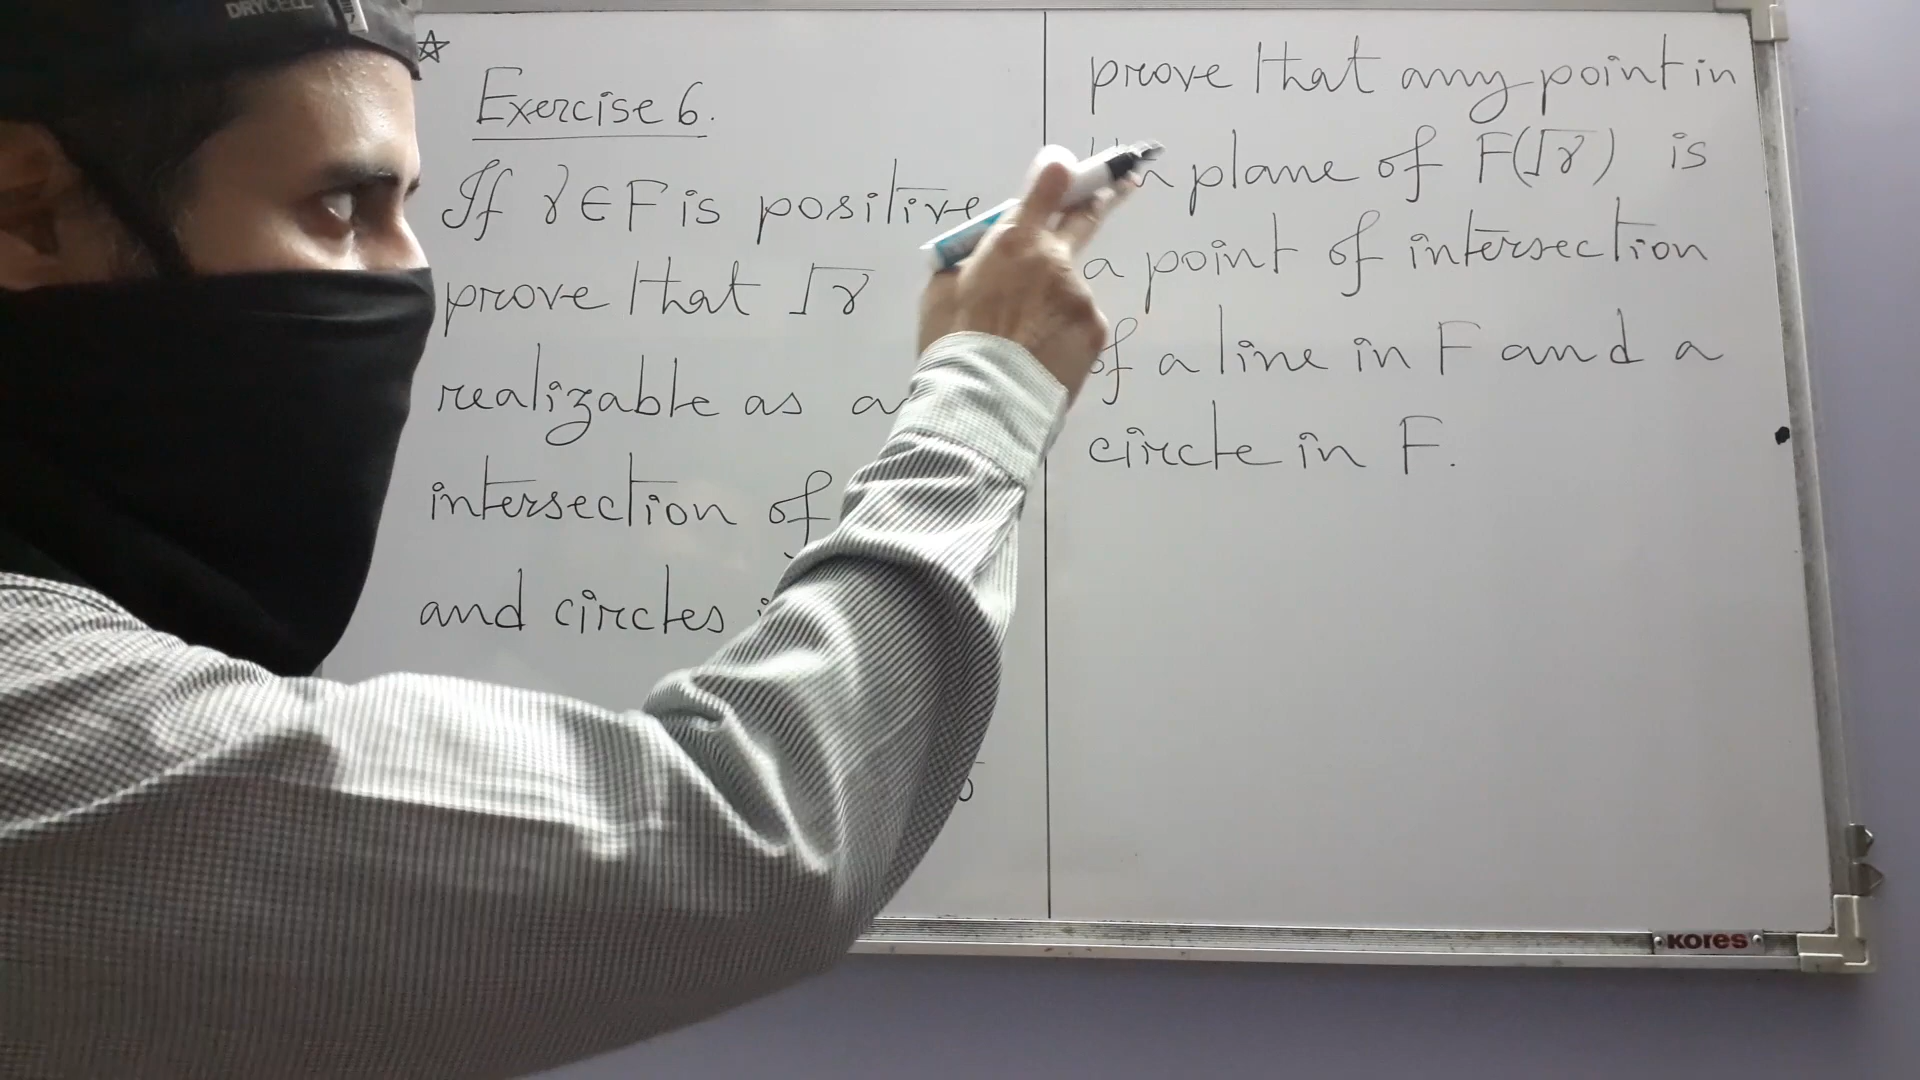 DRYCELL
Exercise 6.
If γ∈F is positive
prove that √γ
realizable as a
intersection of
and circles
prove that any point in
plane of F(√γ) is
a point of intersection
of a line in F and a
circle in F.
kores